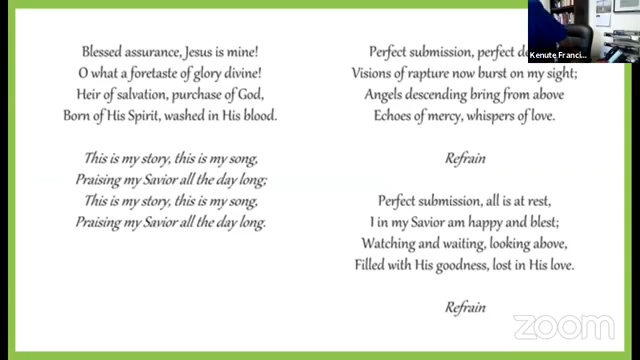 Blessed assurance, Jesus is mine!
O what a foretaste of glory divine!
Heir of salvation, purchase of God,
Born of His Spirit, washed in His blood.
This is my story, this is my song,
Praising my Savior all the day long;
This is my story, this is my song,
Praising my Savior all the day long.
Perfect submission, perfect de
Visions of rapture now burst on my sight;
Angels descending bring from above
Echoes of mercy, whispers of love.
Refrain
Perfect submission, all is at rest,
I in my Savior am happy and blest;
Watching and waiting, looking above,
Filled with His goodness, lost in His love.
Refrain
Kenute Franci...
zoom